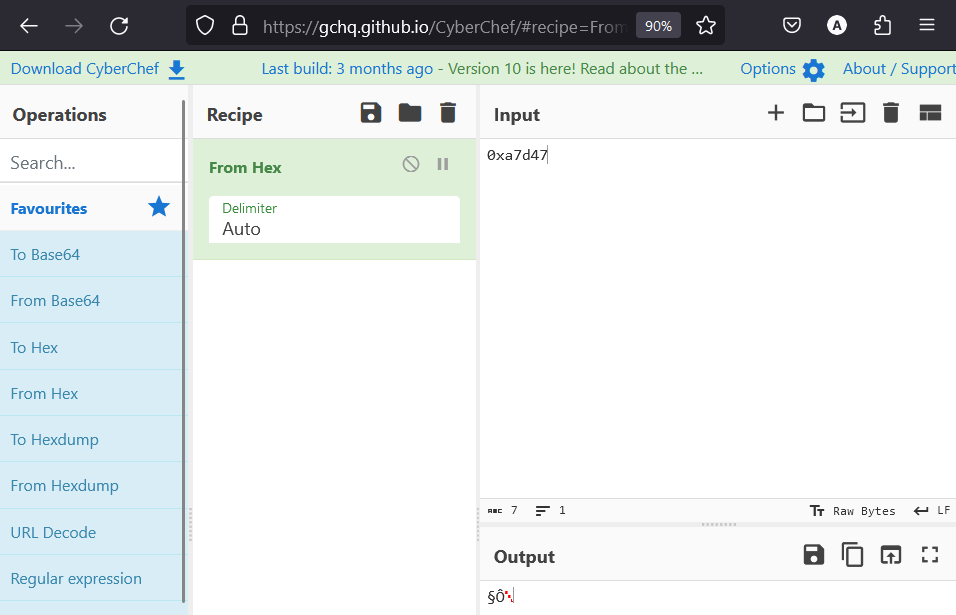 https://gchq.github.io/CyberChef/#recipe=From
90%
A
Download CyberChef
Last build: 3 months ago - Version 10 is here! Read about the ...
Options
About / Support
Operations
Search...
Favourites
To Base64
From Base64
To Hex
From Hex
To Hexdump
From Hexdump
URL Decode
Regular expression
Recipe
From Hex
Delimiter
Auto
Input
0xa7d47
ABC 7
1
Tт Raw Bytes
LF
Output
§Ô